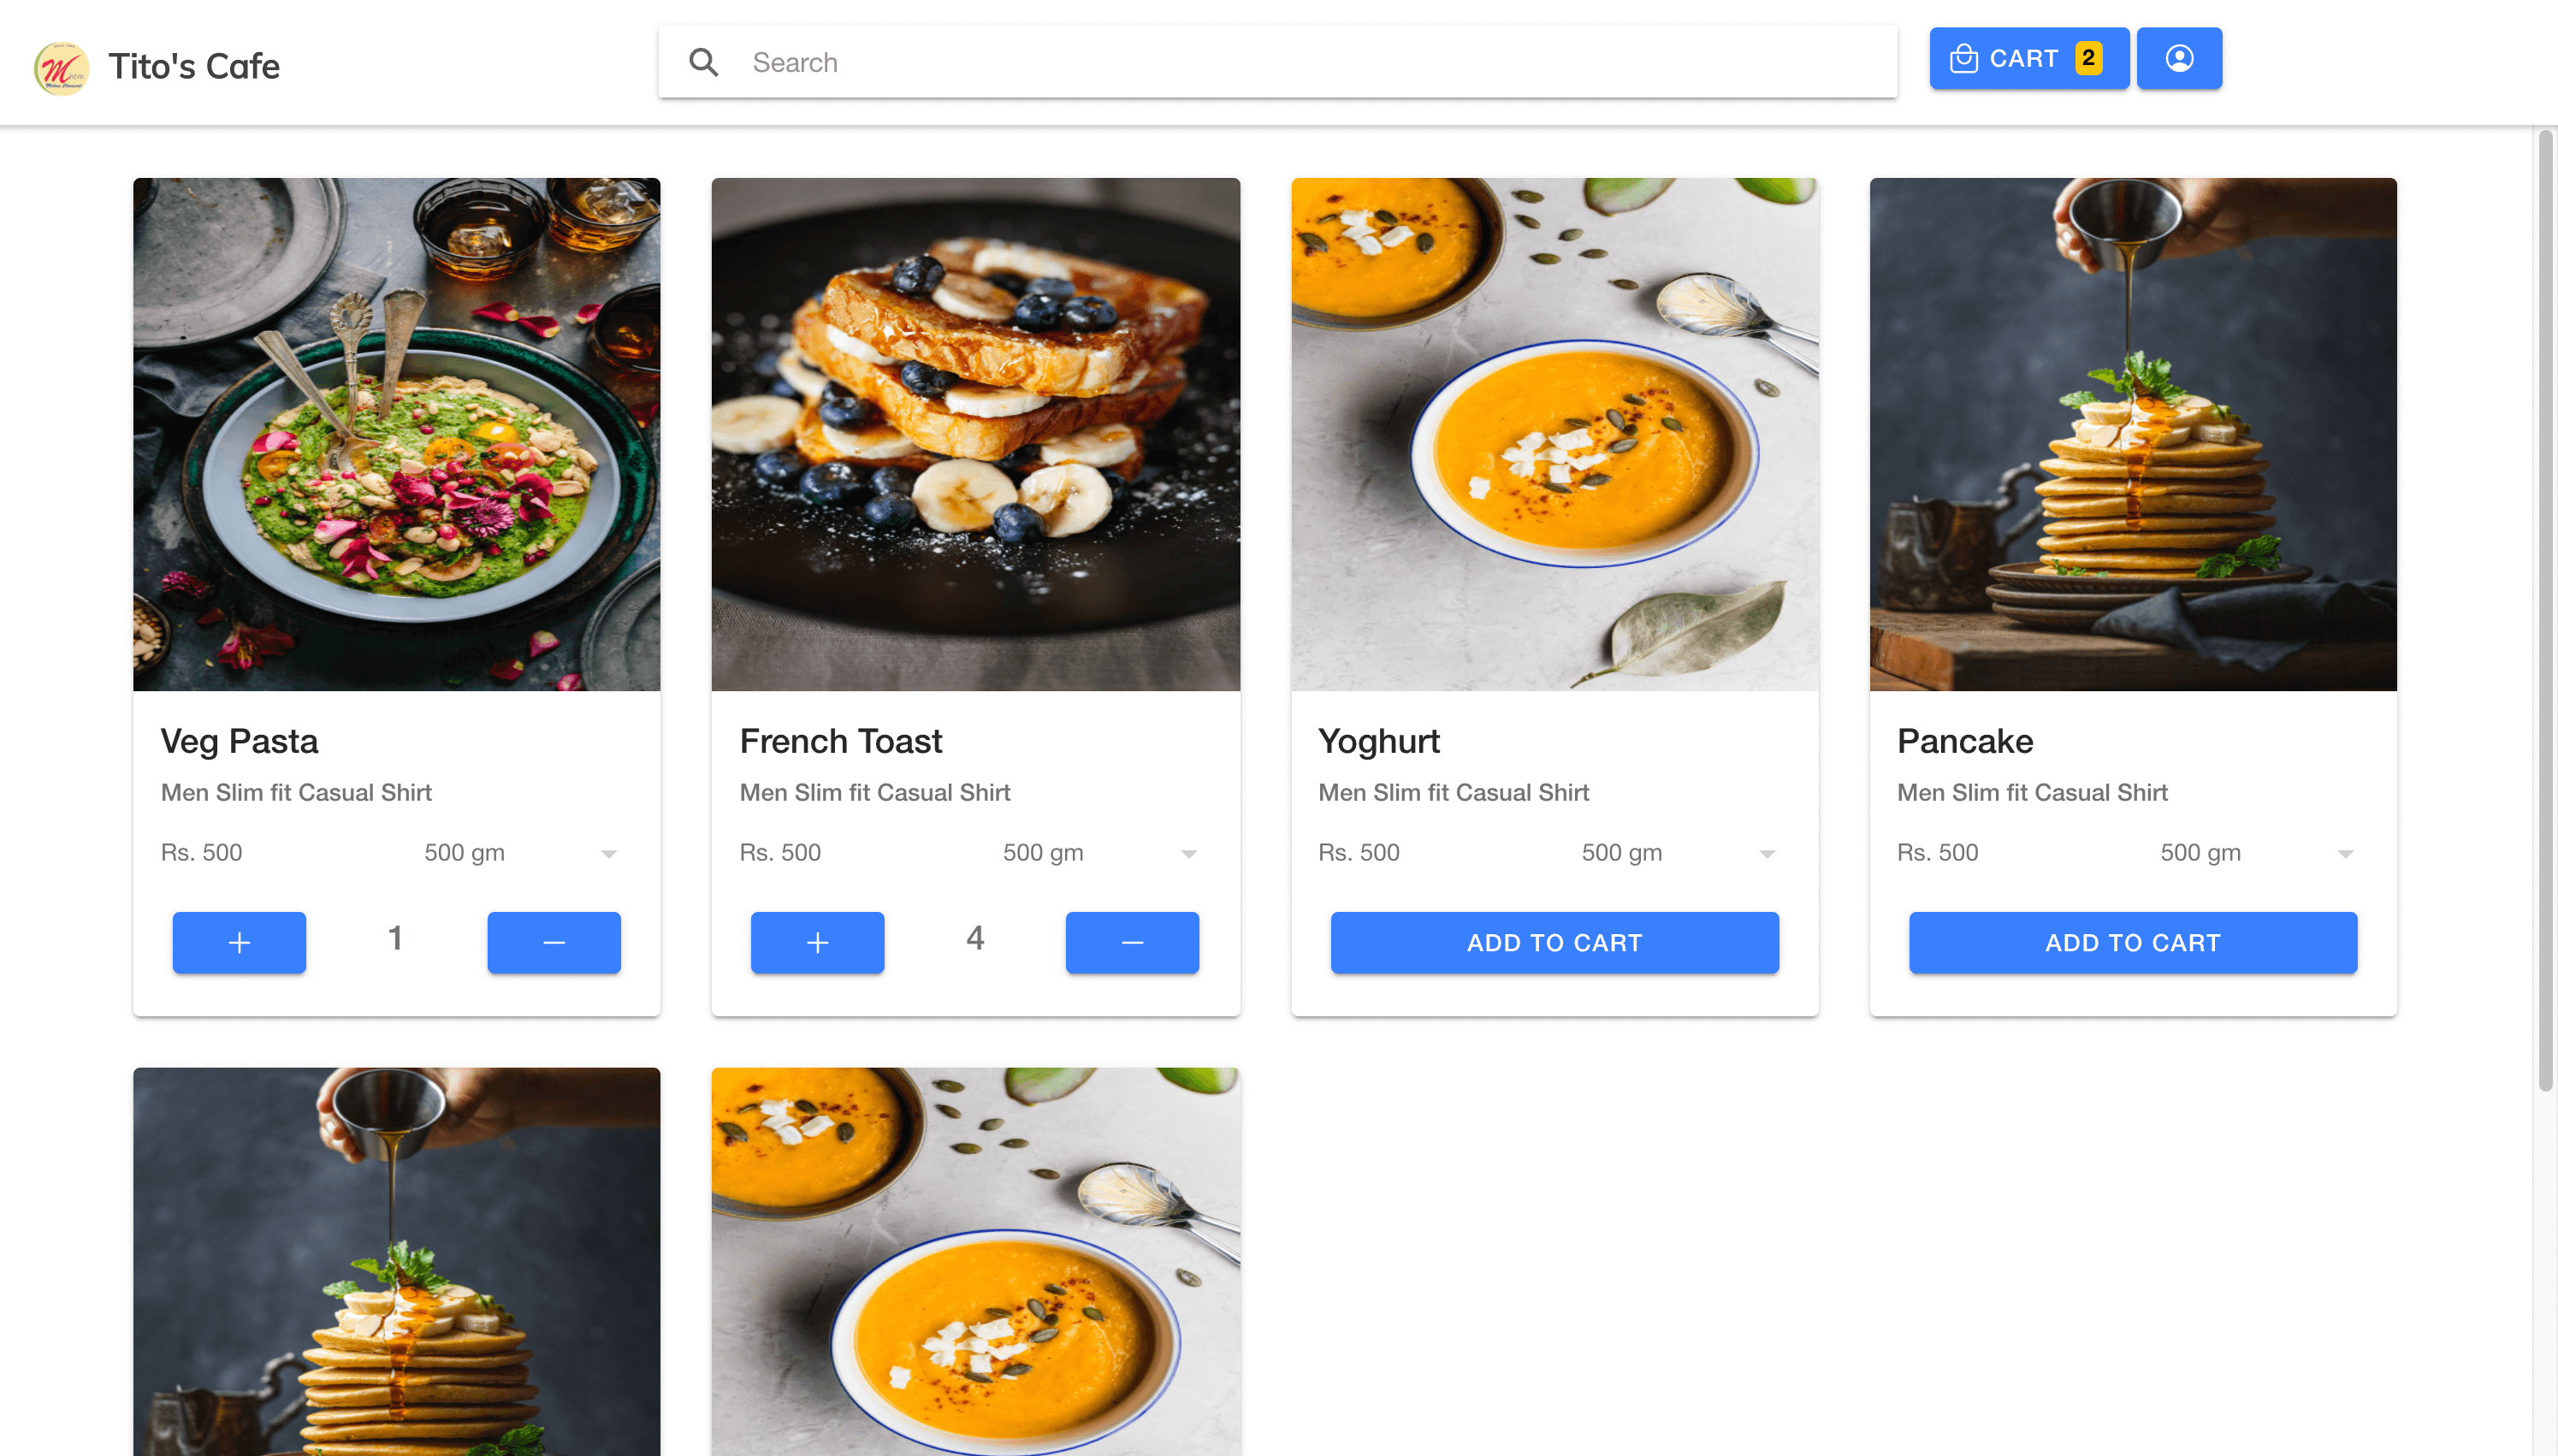 Tito's Cafe
Search
CART 2
Veg Pasta
Men Slim fit Casual Shirt
Rs. 500 500 gm
1
French Toast
Men Slim fit Casual Shirt
Rs. 500 500 gm
4
Yoghurt
Men Slim fit Casual Shirt
Rs. 500 500 gm
ADD TO CART
Pancake
Men Slim fit Casual Shirt
Rs. 500 500 gm
ADD TO CART